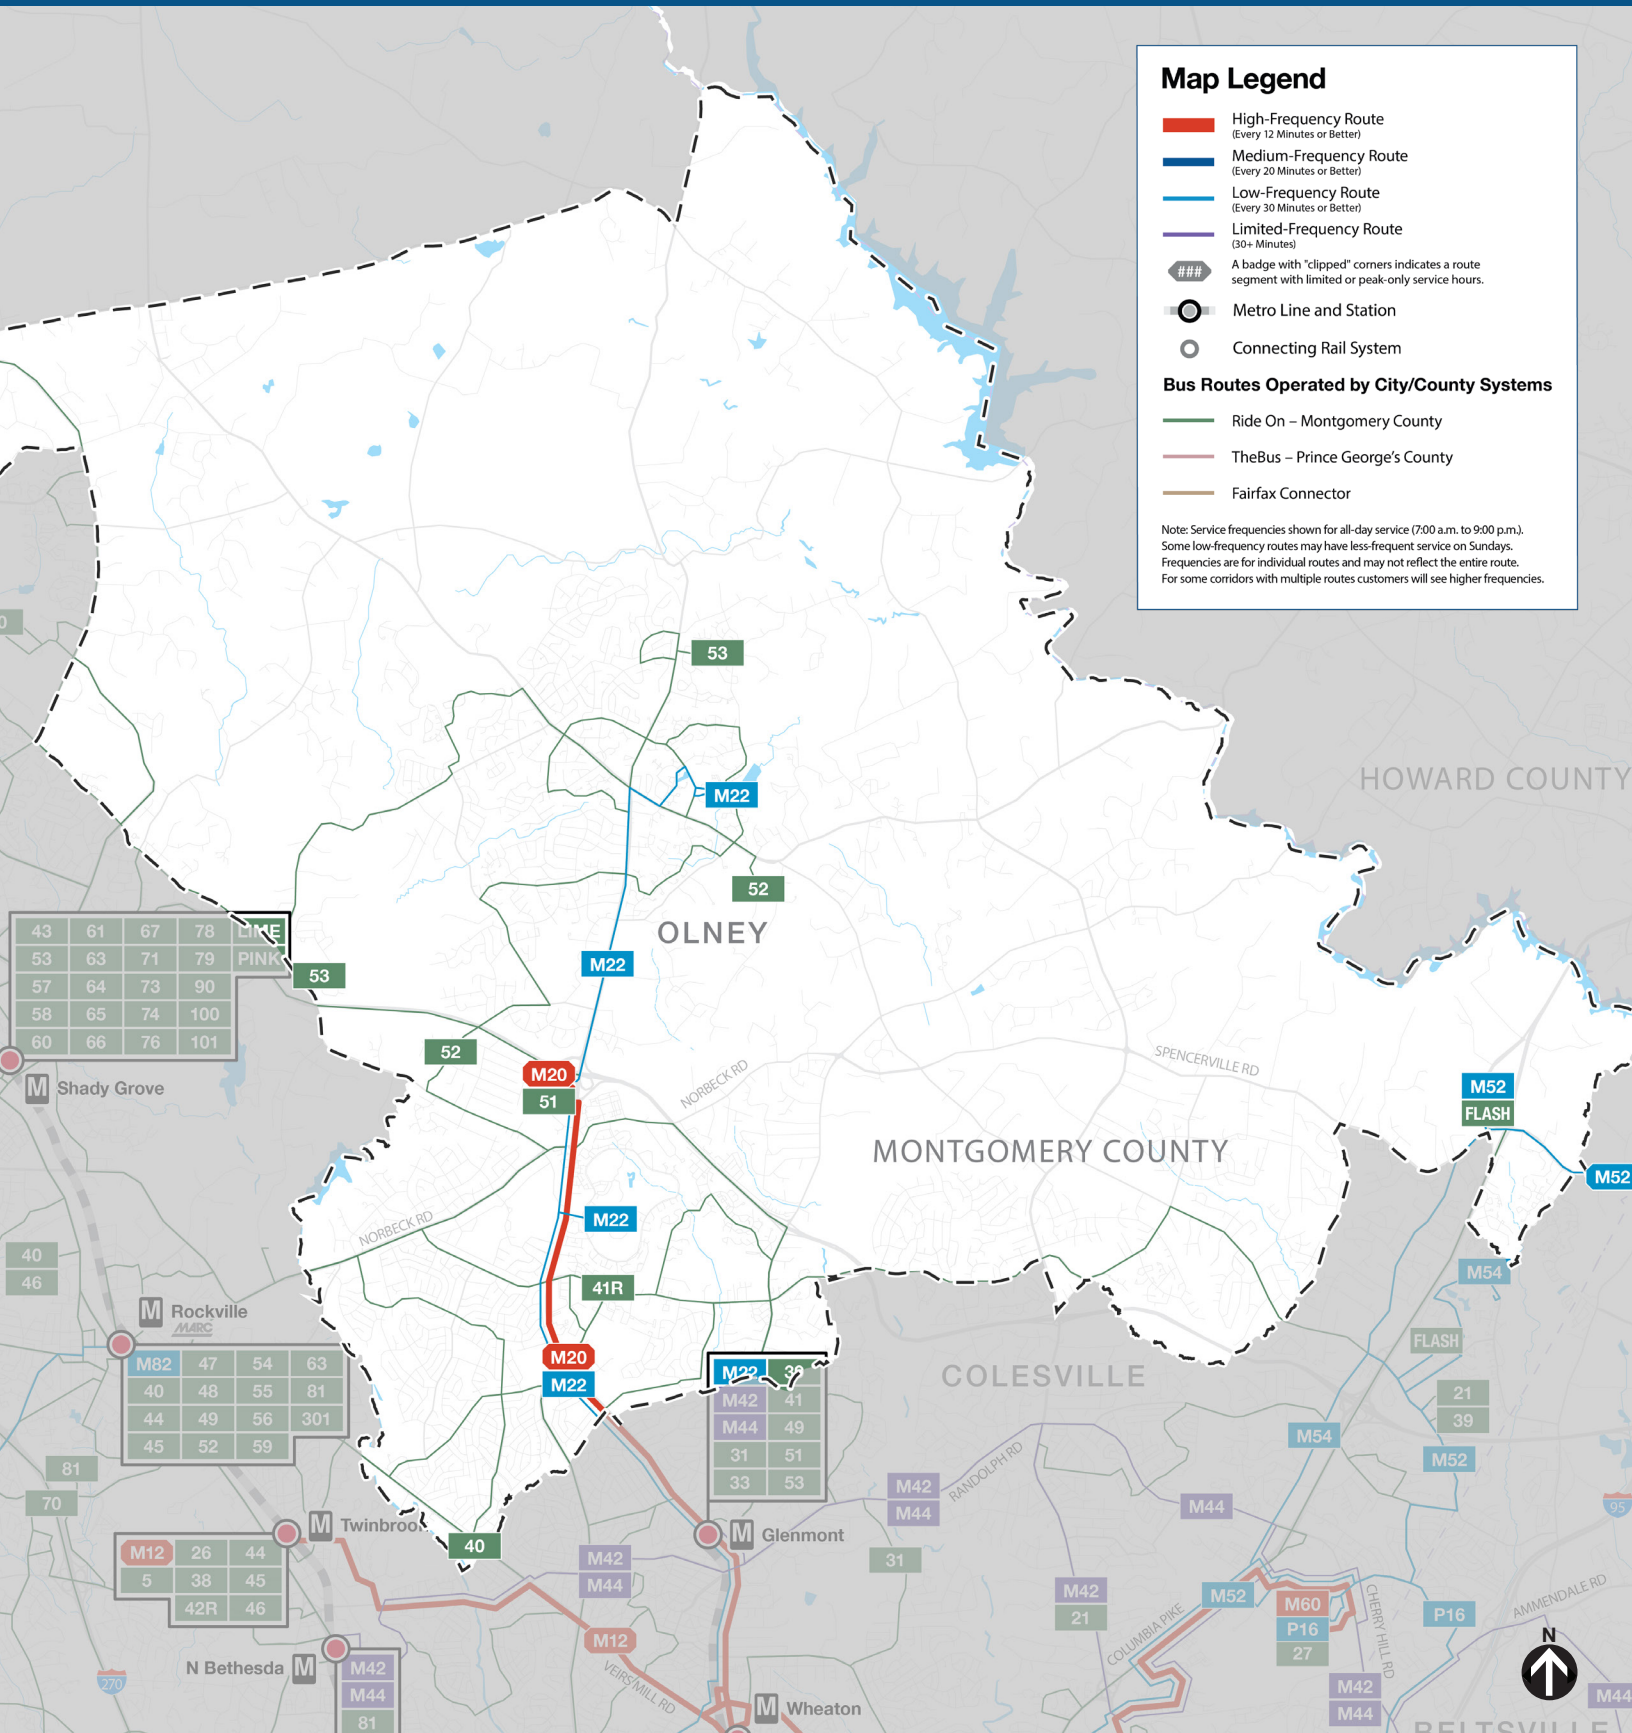 Map Legend
High-Frequency Route
(Every 12 Minutes or Better)
Medium-Frequency Route
(Every 20 Minutes or Better)
Low-Frequency Route
(Every 30 Minutes or Better)
Limited-Frequency Route
(30+ Minutes)
###
A badge with "clipped" corners indicates a route
segment with limited or peak-only service hours.
Metro Line and Station
Connecting Rail System
Bus Routes Operated by City/County Systems
Ride On – Montgomery County
TheBus – Prince George's County
Fairfax Connector
Note: Service frequencies shown for all-day service (7:00 a.m. to 9:00 p.m.).
Some low-frequency routes may have less-frequent service on Sundays.
Frequencies are for individual routes and may not reflect the entire route.
For some corridors with multiple routes customers will see higher frequencies.
0
53
HOWARD COUNTY
M22
52
OLNEY
43 61 67 78 LIME
53 63 71 79 PINK
57 64 73 90
58 65 74 100
60 66 76 101
53
M22
52
M20
51
M Shady Grove
NORBECK RD
SPENCERVILLE RD
M52
FLASH
MONTGOMERY COUNTY
M52
NORBECK RD
M22
40
46
M54
41R
M Rockville
MARC
FLASH
M20
M22
M82 47 54 63
40 48 55 81
44 49 56 301
45 52 59
M22 39
M42 41
M44 49
31 51
33 53
COLESVILLE
21
39
M54
M52
81
70
RANDOLPH RD
M42
M44
M44
95
M Twinbrook
M Glenmont
40
M12 26 44
5 38 45
42R 46
M42
M44
31
M42
21
M52
M60
P16
27
CHERRY HILL RD
P16
AMMENDALE RD
COLUMBIA PIKE
M12
VEIRS MILL RD
N
270
N Bethesda M
M42
M44
81
M Wheaton
M42
M44
M44
BELTSVILLE